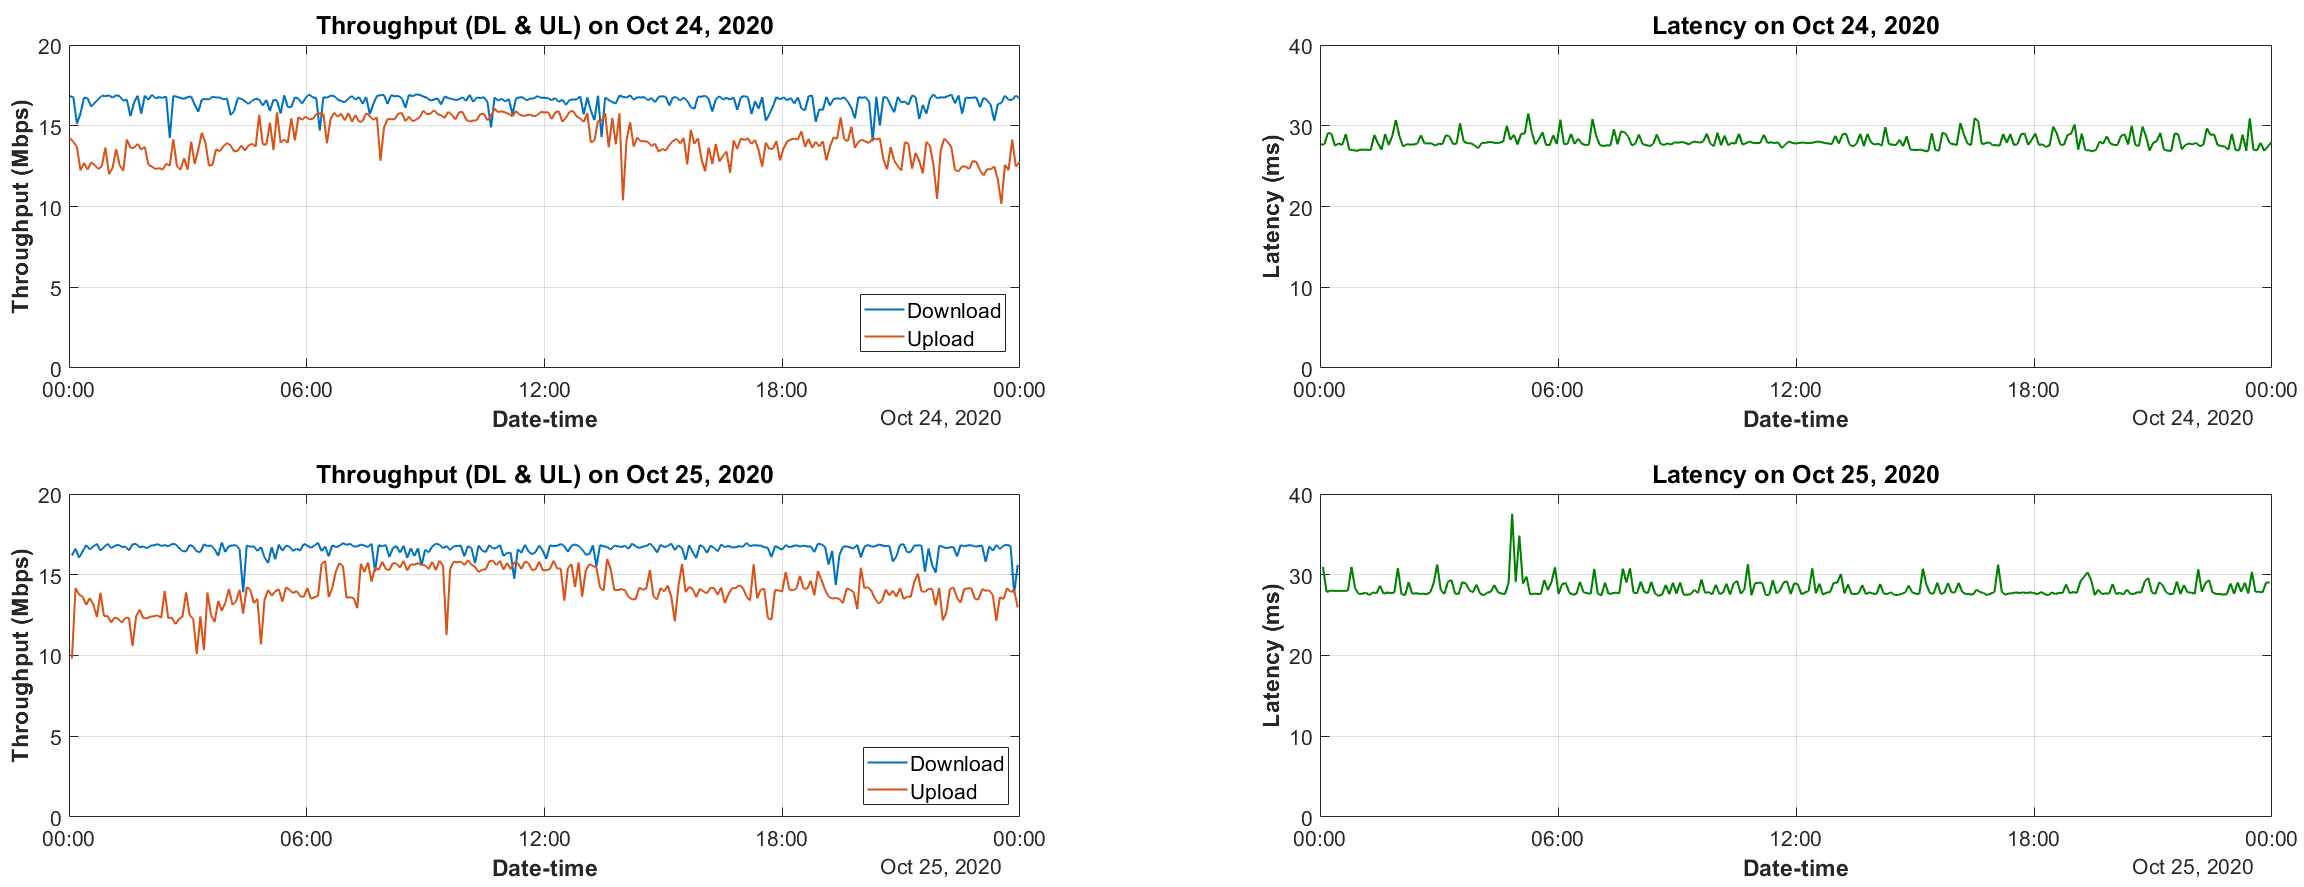 Throughput (DL & UL) on Oct 24, 2020
Throughput (Mbps)
20
15
10
5
0
Download
Upload
00:00 06:00 12:00 18:00 00:00
Date-time
Oct 24, 2020
Latency on Oct 24, 2020
Latency (ms)
40
30
20
10
0
00:00 06:00 12:00 18:00 00:00
Date-time
Oct 24, 2020
Throughput (DL & UL) on Oct 25, 2020
Throughput (Mbps)
20
15
10
5
0
Download
Upload
00:00 06:00 12:00 18:00 00:00
Date-time
Oct 25, 2020
Latency on Oct 25, 2020
Latency (ms)
40
30
20
10
0
00:00 06:00 12:00 18:00 00:00
Date-time
Oct 25, 2020